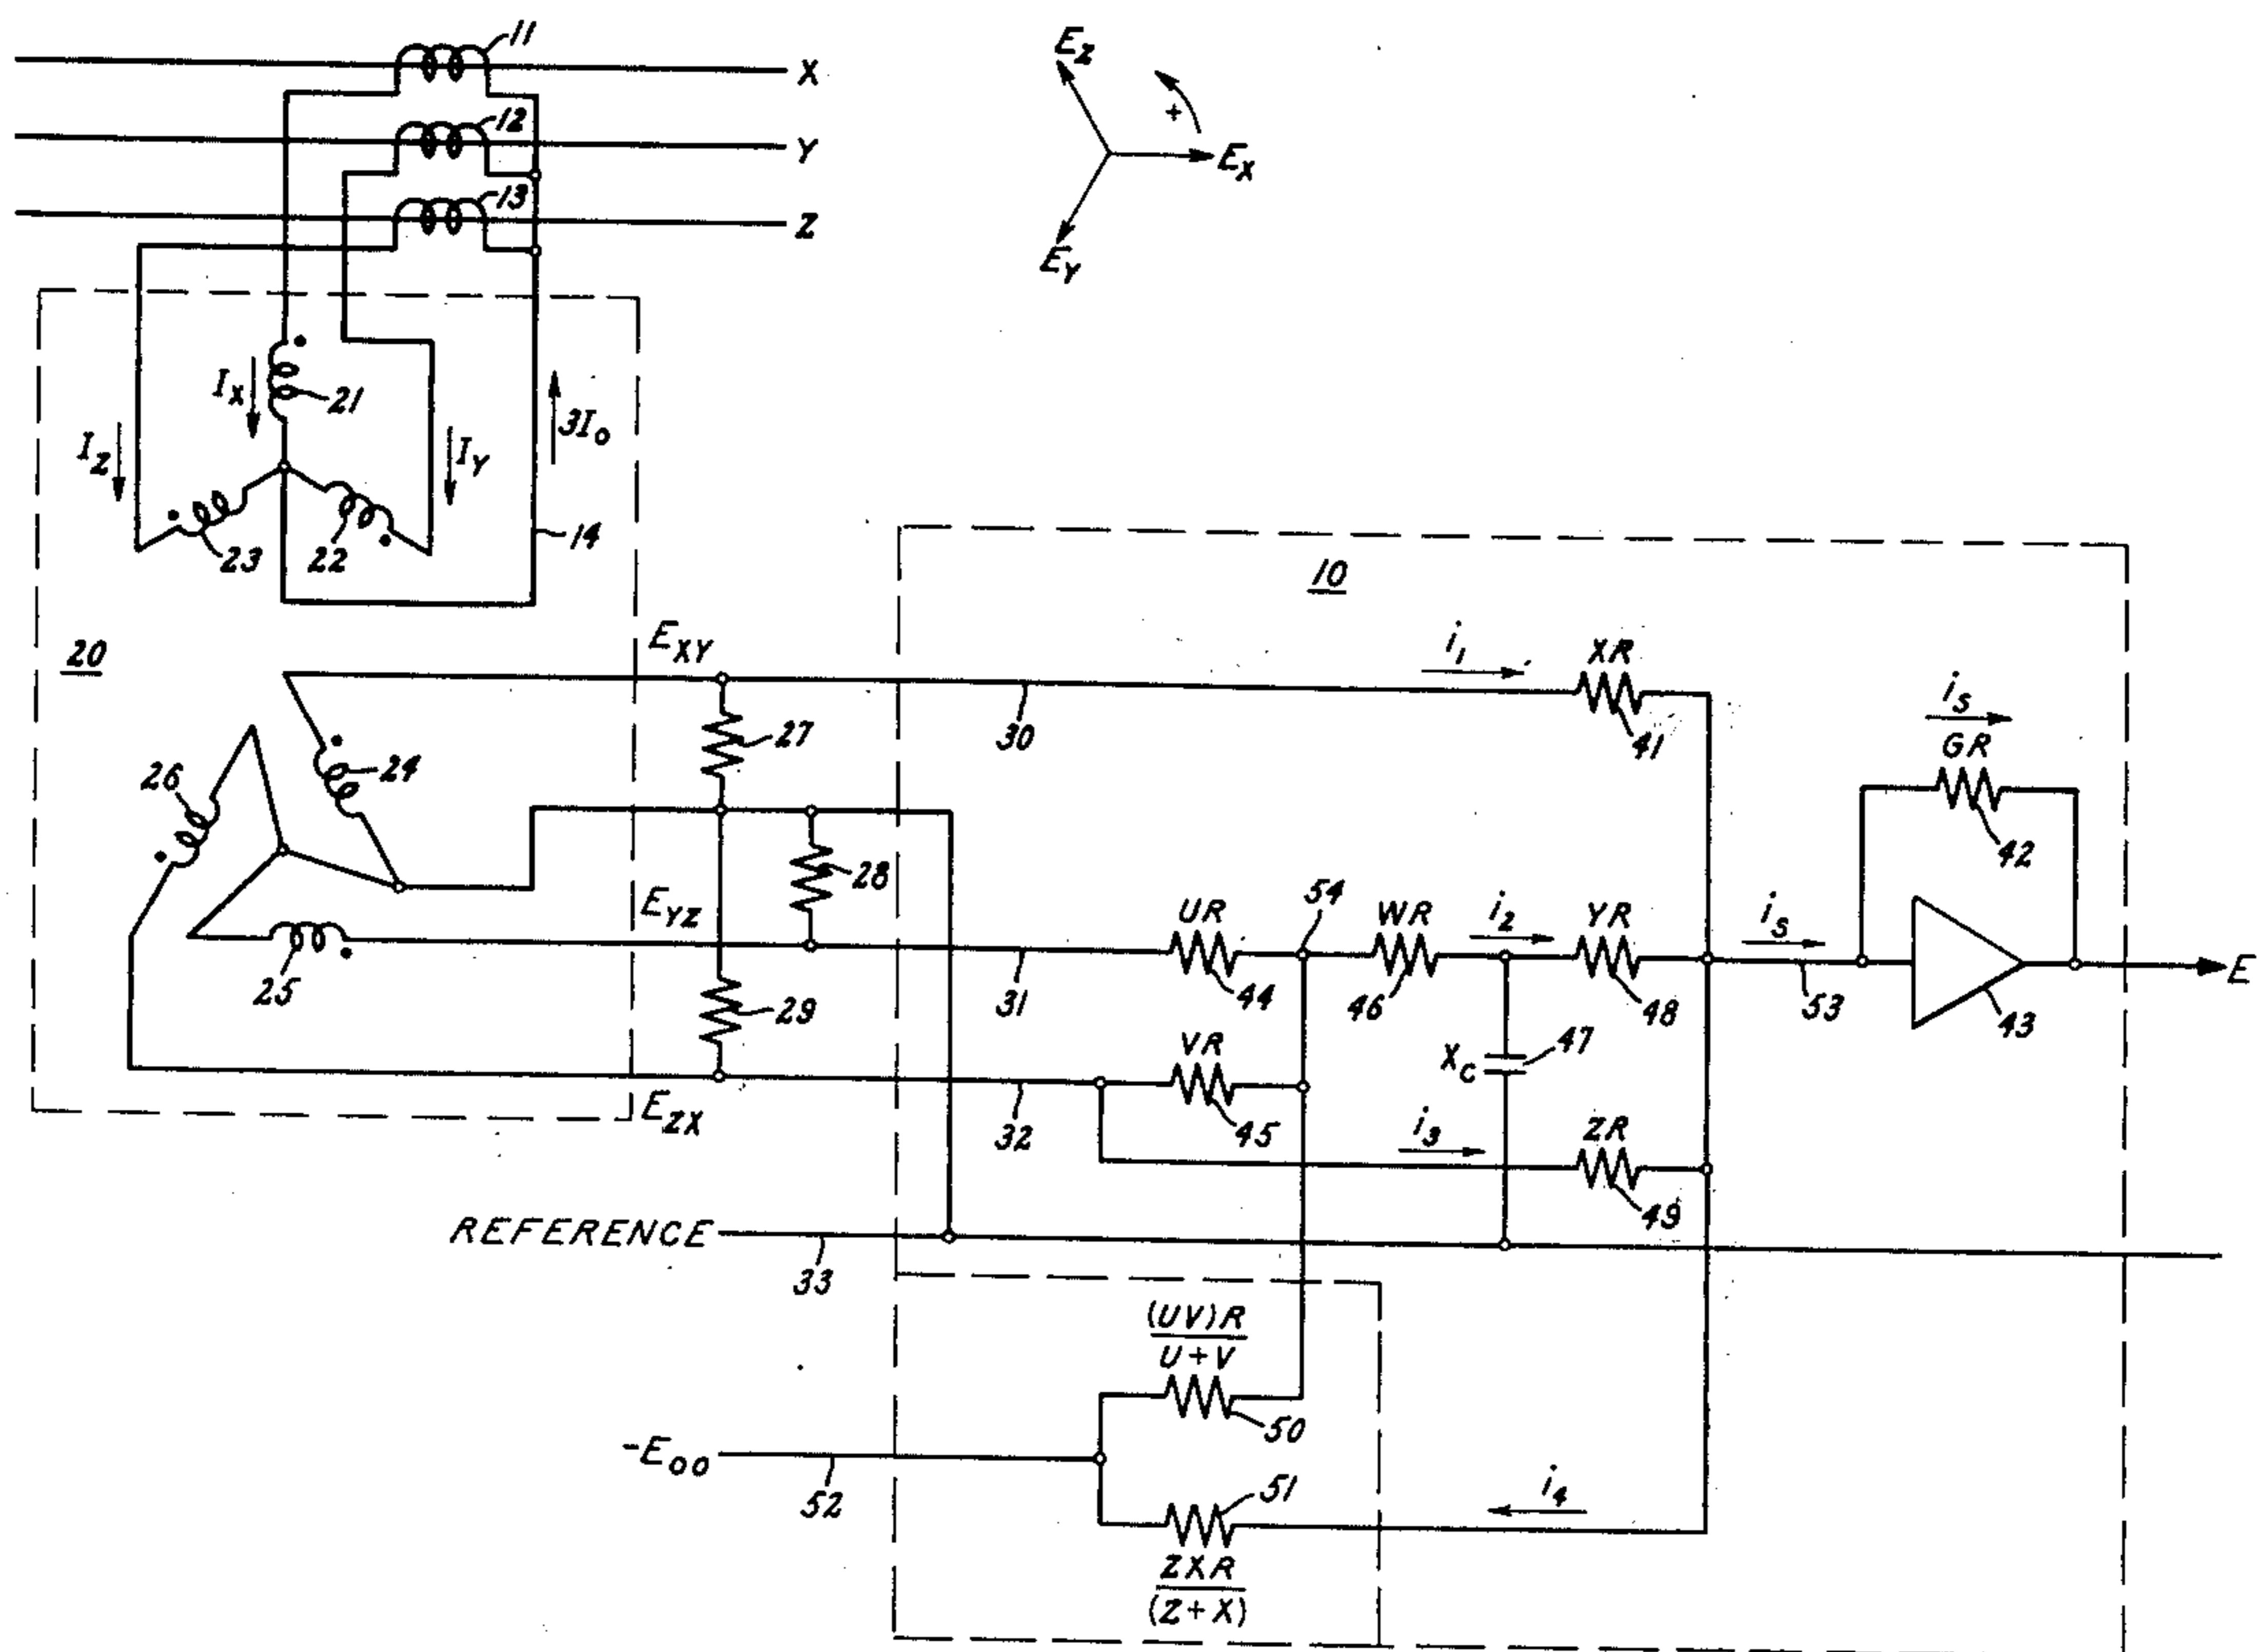 11
X
12
Y
13
Z
E_Z
+
E_X
E_Y
I_X
21
3I_0
I_Z
I_Y
23
22
14
10
20
E_XY
i_1
XR
27
30
41
i_S
GR
42
26
24
28
E_YZ
UR
54
WR
i_2
YR
i_S
E
25
29
31
44
46
48
53
43
VR
X_C
47
E_ZX
32
45
i_3
ZR
49
REFERENCE
33
(UV)R
U+V
50
-E_00
52
51
i_4
ZXR
(Z+X)